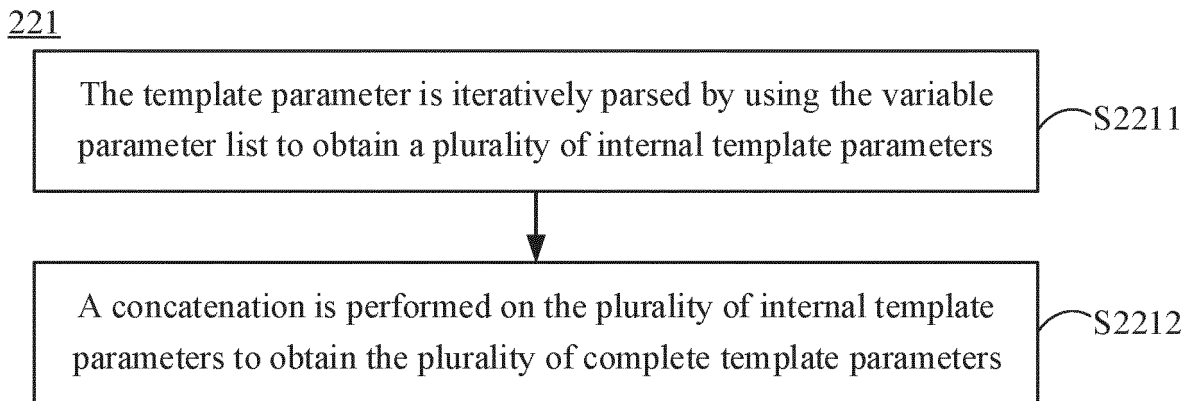 221
The template parameter is iteratively parsed by using the variable
parameter list to obtain a plurality of internal template parameters
S2211
A concatenation is performed on the plurality of internal template
parameters to obtain the plurality of complete template parameters
S2212